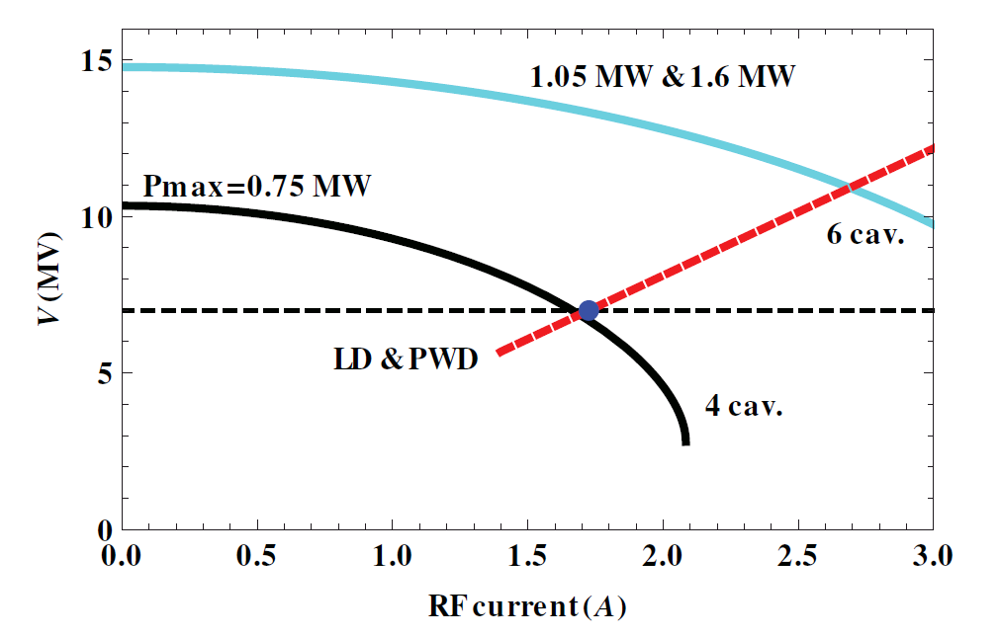 15
1.05 MW & 1.6 MW
Pmax=0.75 MW
10
6 cav.
V (MV)
LD & PWD
5
4 cav.
0
0.0 0.5 1.0 1.5 2.0 2.5 3.0
RF current (A)